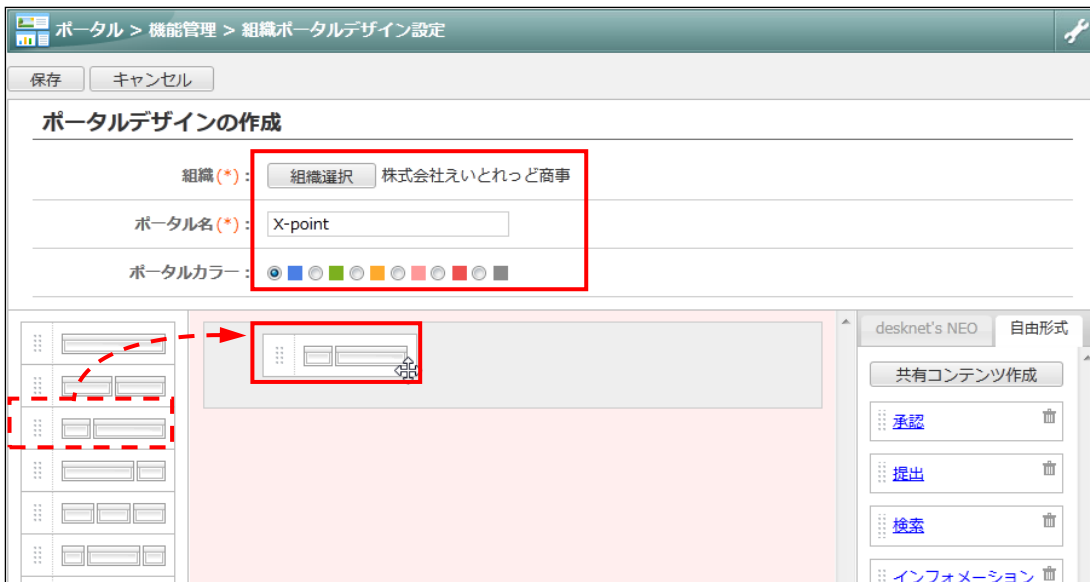 ポータル > 機能管理 > 組織ポータルデザイン設定
保存 キャンセル
ポータルデザインの作成
組織(*) : 組織選択 株式会社えいとれっど商事
ポータル名(*) : X-point
ポータルカラー :
desknet's NEO 自由形式
共有コンテンツ作成
承認
提出
検索
インフォメーション